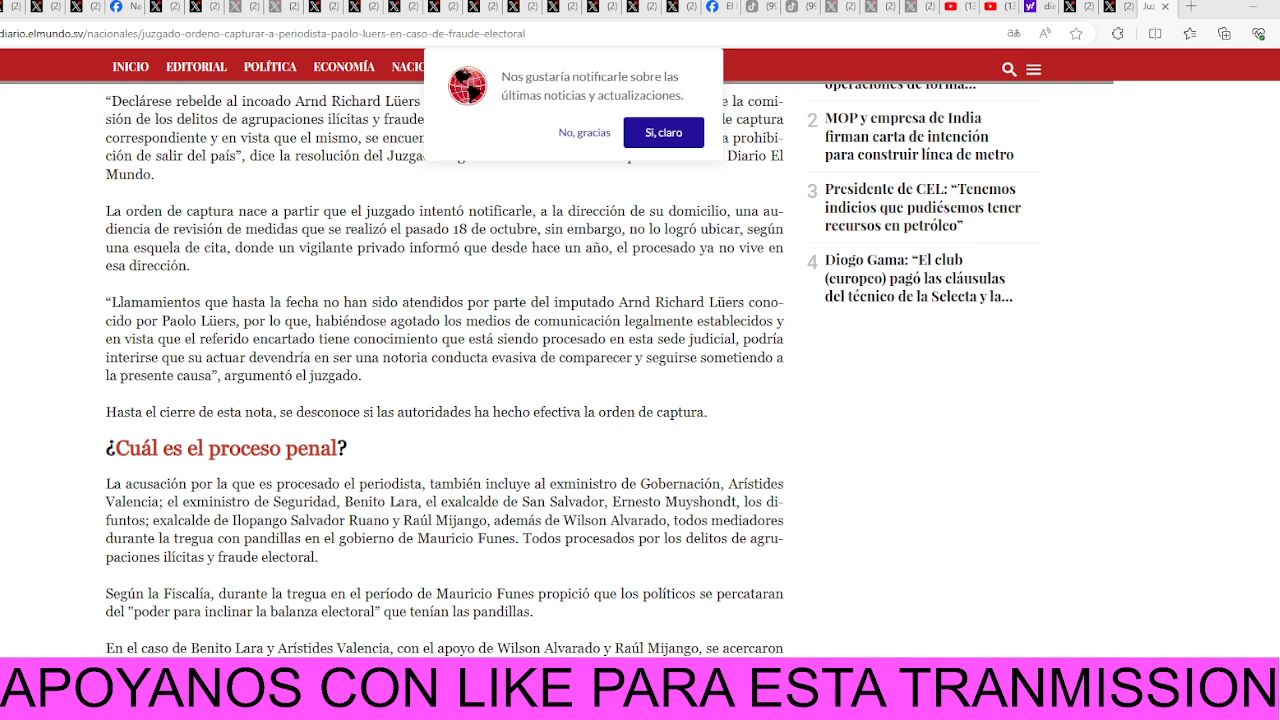 diario.elmundo.sv/nacionales/juzgado-ordeno-capturar-a-periodista-paolo-luers-en-caso-de-fraude-electoral
INICIO EDITORIAL POLÍTICA ECONOMÍA
Nos gustaría notificarle sobre las
últimas noticias y actualizaciones.
No, gracias
Si, claro
“Declárese rebelde al incoado Arnd Richard Lüers e la comi-
sión de los delitos de agrupaciones ilícitas y fraude de captura
correspondiente y en vista que el mismo, se encuen a prohibi-
ción de salir del país”, dice la resolución del Juzga Diario El
Mundo.
La orden de captura nace a partir que el juzgado intentó notificarle, a la dirección de su domicilio, una au-
diencia de revisión de medidas que se realizó el pasado 18 de octubre, sin embargo, no lo logró ubicar, según
una esquela de cita, donde un vigilante privado informó que desde hace un año, el procesado ya no vive en
esa dirección.
“Llamamientos que hasta la fecha no han sido atendidos por parte del imputado Arnd Richard Lüers cono-
cido por Paolo Lüers, por lo que, habiéndose agotado los medios de comunicación legalmente establecidos y
en vista que el referido encartado tiene conocimiento que está siendo procesado en esta sede judicial, podría
interirse que su actuar devendría en ser una notoria conducta evasiva de comparecer y seguirse sometiendo a
la presente causa”, argumentó el juzgado.
Hasta el cierre de esta nota, se desconoce si las autoridades ha hecho efectiva la orden de captura.
¿Cuál es el proceso penal?
La acusación por la que es procesado el periodista, también incluye al exministro de Gobernación, Arístides
Valencia; el exministro de Seguridad, Benito Lara, el exalcalde de San Salvador, Ernesto Muyshondt, los di-
funtos; exalcalde de Ilopango Salvador Ruano y Raúl Mijango, además de Wilson Alvarado, todos mediadores
durante la tregua con pandillas en el gobierno de Mauricio Funes. Todos procesados por los delitos de agru-
paciones ilícitas y fraude electoral.
Según la Fiscalía, durante la tregua en el período de Mauricio Funes propició que los políticos se percataran
del "poder para inclinar la balanza electoral” que tenían las pandillas.
En el caso de Benito Lara y Arístides Valencia, con el apoyo de Wilson Alvarado y Raúl Mijango, se acercaron
operaciones de forma...
2 MOP y empresa de India
firman carta de intención
para construir línea de metro
3 Presidente de CEL: “Tenemos
indicios que pudiésemos tener
recursos en petróleo”
4 Diogo Gama: “El club
(europeo) pagó las cláusulas
del técnico de la Selecta y la...
APOYANOS CON LIKE PARA ESTA TRANMISSION